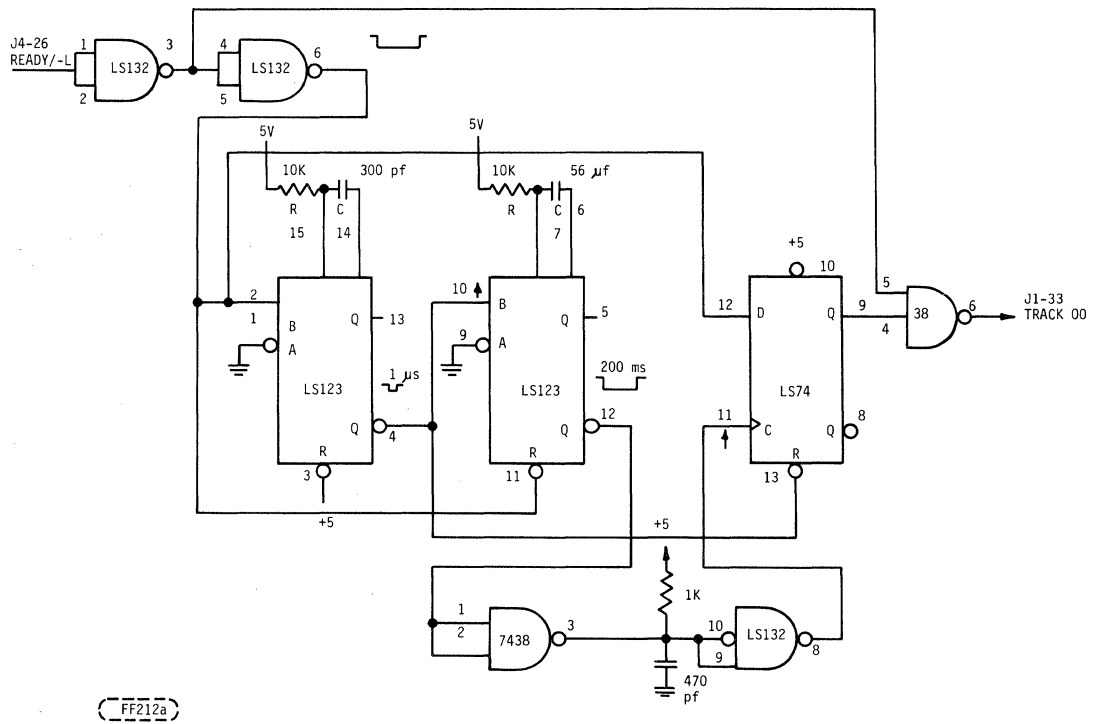 J4-26
READY/-L
1
2
LS132
3
4
5
LS132
6
5V
10K
300 pf
R
C
15
14
5V
10K
56 μf
R
C
6
7
2
1
B
A
Q
13
LS123
1 μs
Q
4
R
3
+5
10
B
9
A
Q
5
200 ms
LS123
Q
12
R
11
+5
10
12
D
Q
9
LS74
11
C
Q
8
R
13
5
4
38
6
J1-33
TRACK 00
+5
1K
1
2
7438
3
10
9
LS132
8
470
pf
FF212a